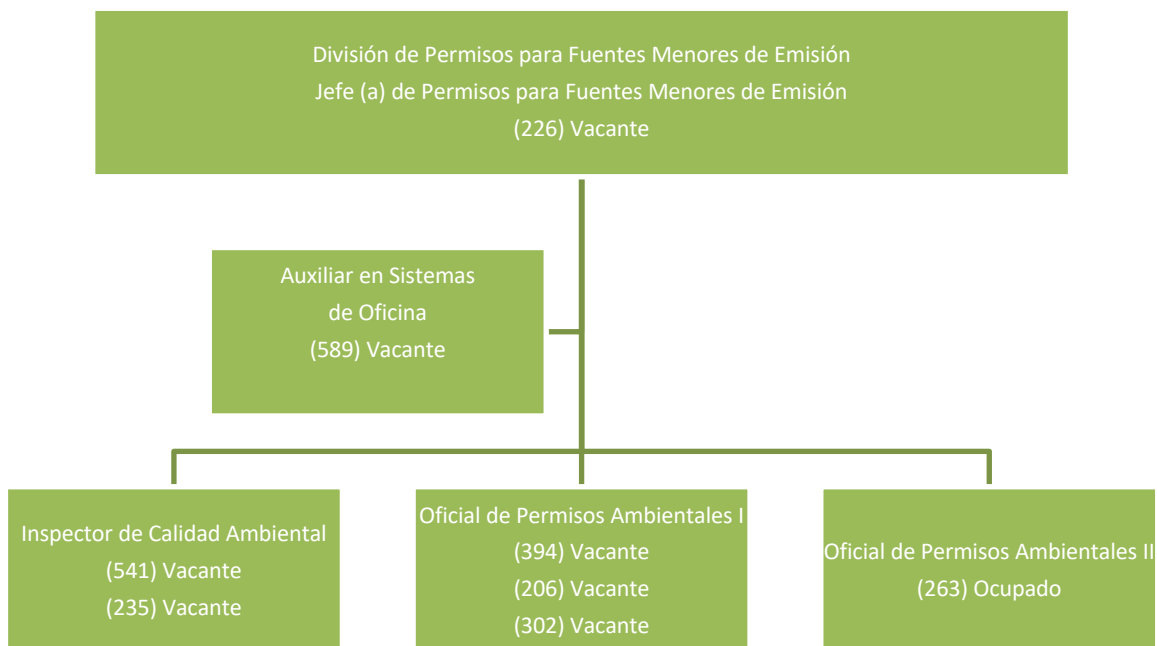 División de Permisos para Fuentes Menores de Emisión
Jefe (a) de Permisos para Fuentes Menores de Emisión
(226) Vacante
Auxiliar en Sistemas
de Oficina
(589) Vacante
Inspector de Calidad Ambiental
(541) Vacante
(235) Vacante
Oficial de Permisos Ambientales I
(394) Vacante
(206) Vacante
(302) Vacante
Oficial de Permisos Ambientales II
(263) Ocupado